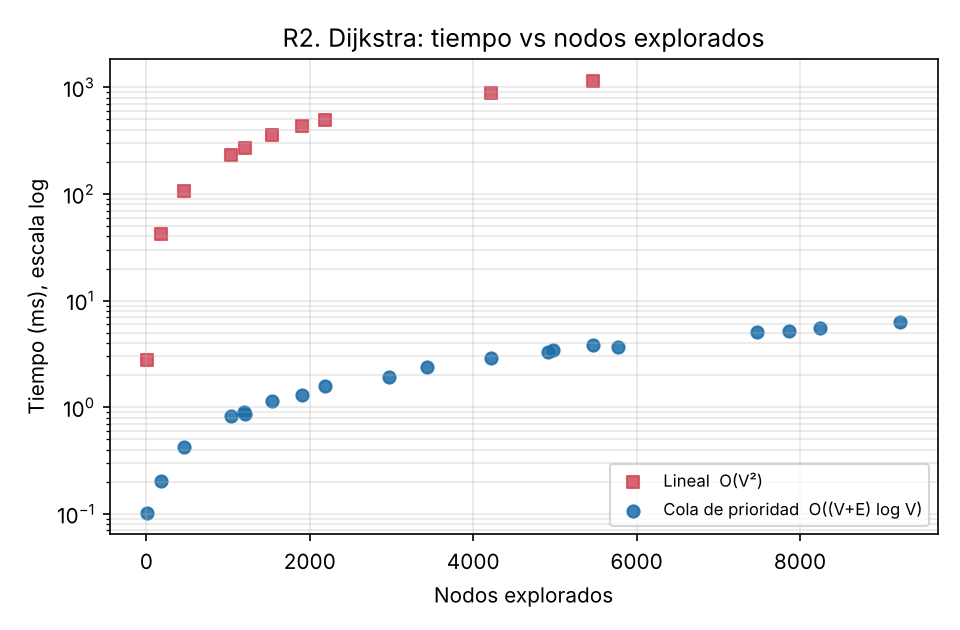 R2. Dijkstra: tiempo vs nodos explorados
Tiempo (ms), escala log
10³
10²
10¹
10⁰
10⁻¹
0 2000 4000 6000 8000
Nodos explorados
Lineal O(V²)
Cola de prioridad O((V+E) log V)